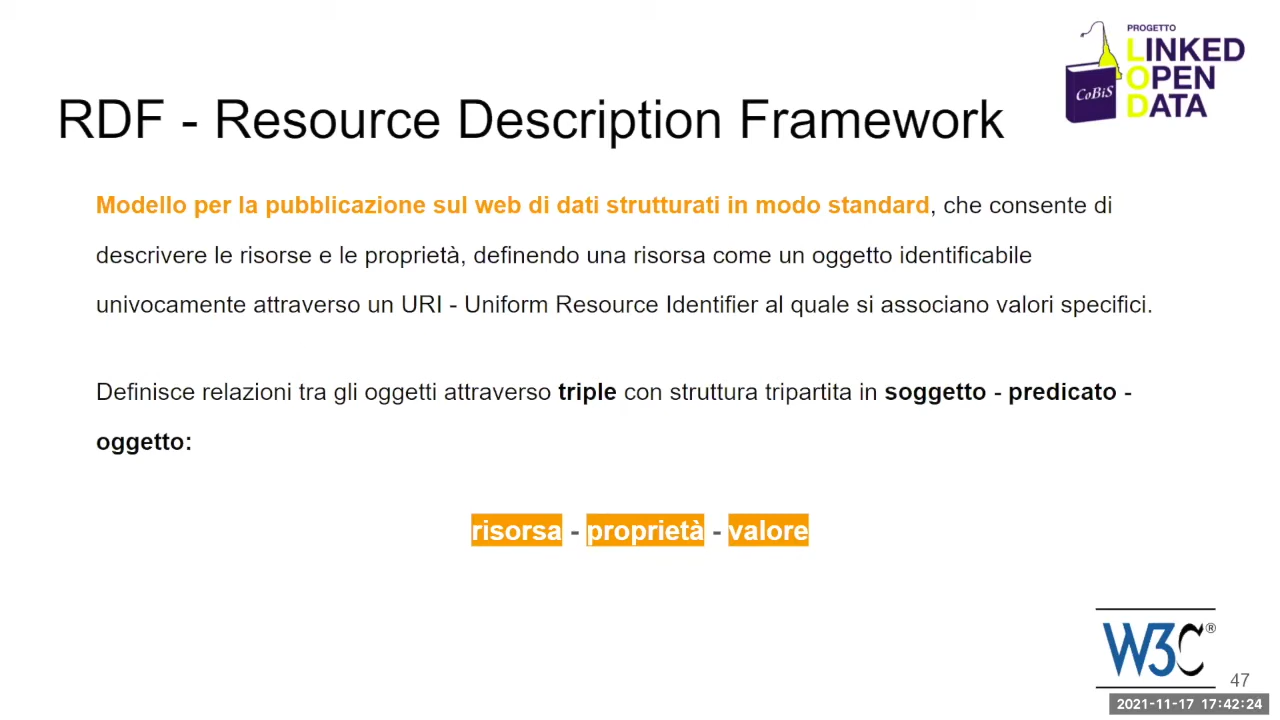 PROGETTO
LINKED
OPEN
DATA
CoBiS
RDF - Resource Description Framework
Modello per la pubblicazione sul web di dati strutturati in modo standard, che consente di
descrivere le risorse e le proprietà, definendo una risorsa come un oggetto identificabile
univocamente attraverso un URI - Uniform Resource Identifier al quale si associano valori specifici.
Definisce relazioni tra gli oggetti attraverso triple con struttura tripartita in soggetto - predicato -
oggetto:
risorsa - proprietà - valore
W3C®
47
2021-11-17 17:42:24